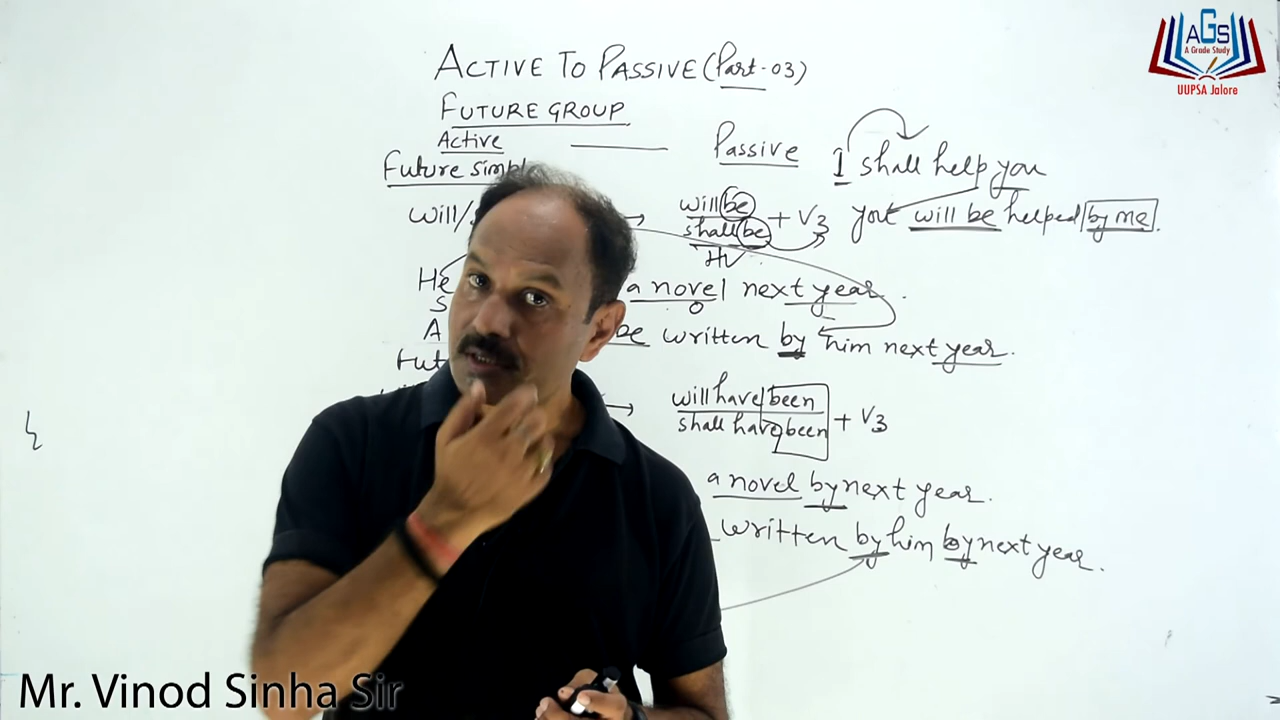 ACTIVE TO PASSIVE (Part-03)
FUTURE GROUP
Active Passive
Future simpl
I shall help you
will/ → will be / shall be + V3
HV
you will be helped by me.
He a novel next year.
S O
A be written by him next year.
Fut
→ will have been / shall have been + V3
a novel by next year.
written by him by next year.
AGS
A Grade Study
UUPSA Jalore
Mr. Vinod Sinha Sir